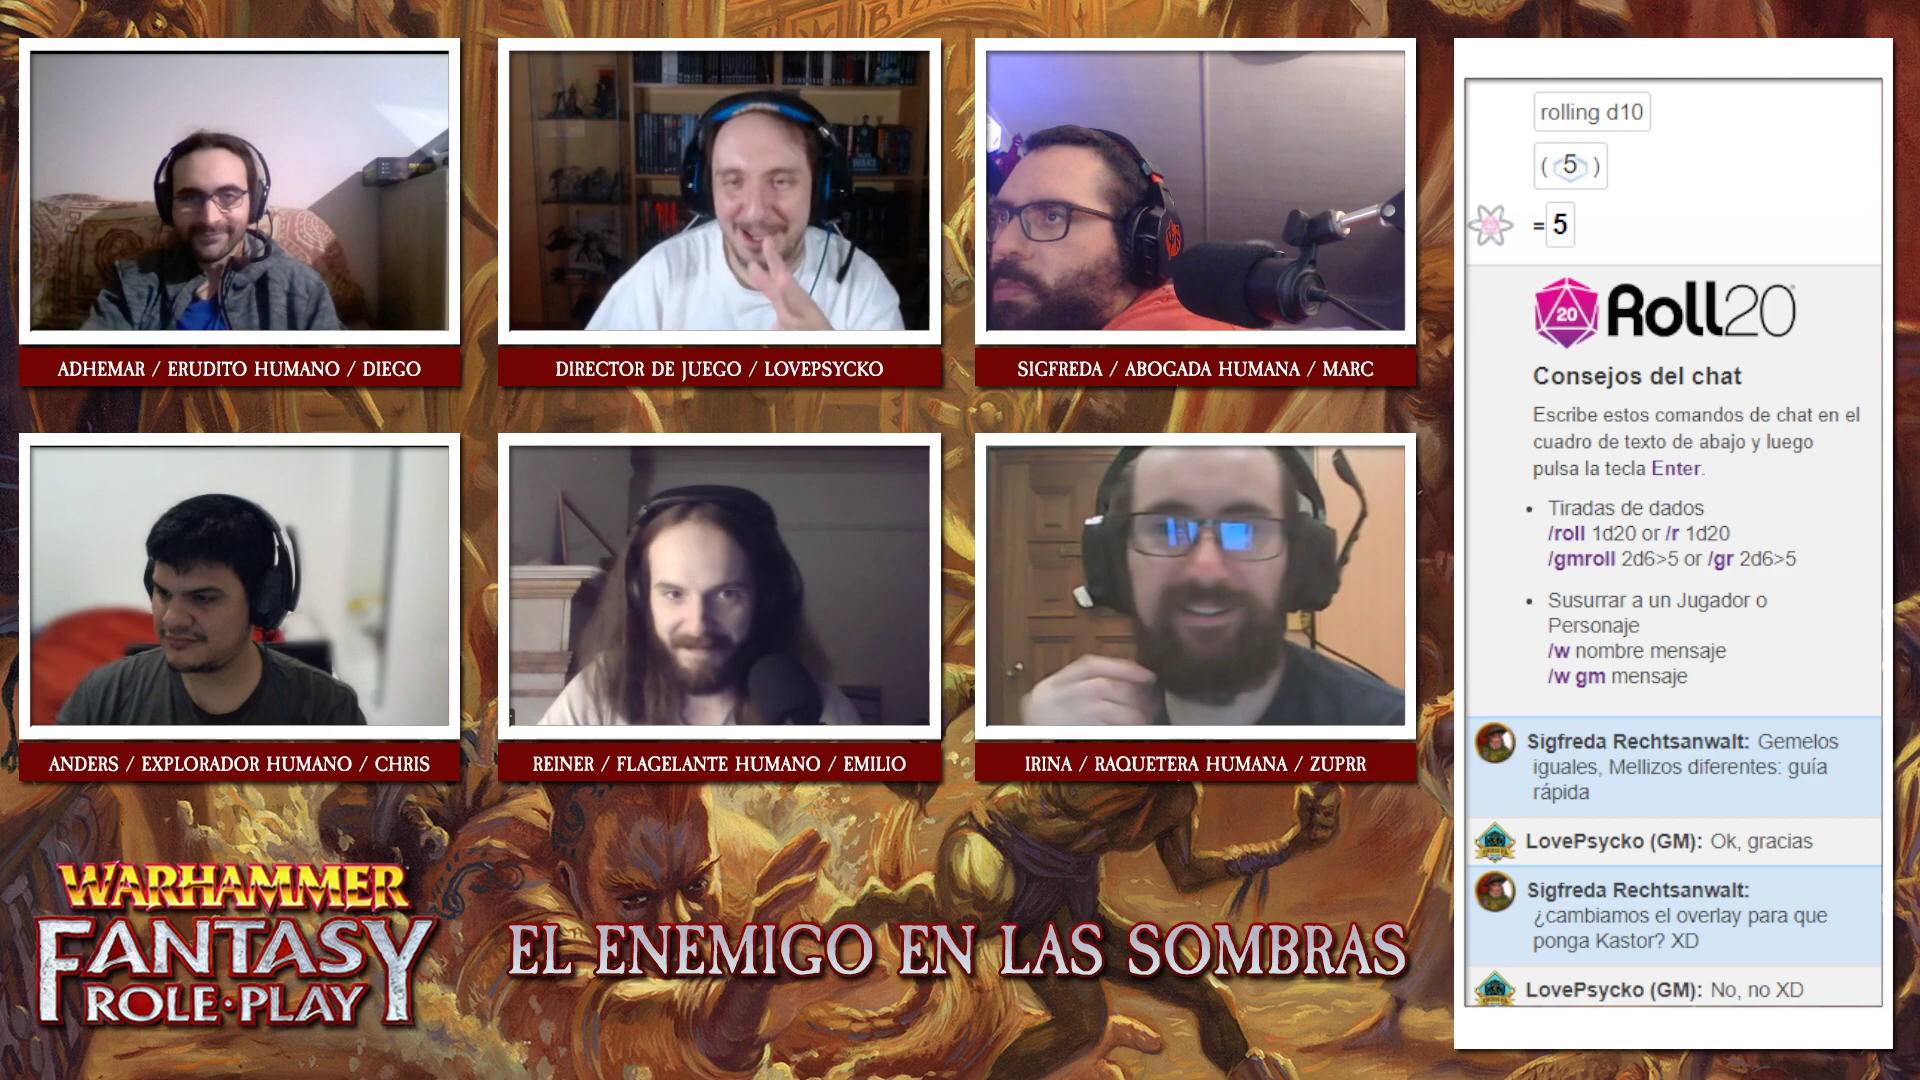 ADHEMAR / ERUDITO HUMANO / DIEGO
DIRECTOR DE JUEGO / LOVEPSYCKO
SIGFREDA / ABOGADA HUMANA / MARC
ANDERS / EXPLORADOR HUMANO / CHRIS
REINER / FLAGELANTE HUMANO / EMILIO
IRINA / RAQUETERA HUMANA / ZUPRR
WARHAMMER
FANTASY
ROLE·PLAY
EL ENEMIGO EN LAS SOMBRAS
rolling d10
( 5 )
= 5
20 Roll20
Consejos del chat
Escribe estos comandos de chat en el
cuadro de texto de abajo y luego
pulsa la tecla Enter.
• Tiradas de dados
/roll 1d20 or /r 1d20
/gmroll 2d6>5 or /gr 2d6>5
• Susurrar a un Jugador o
Personaje
/w nombre mensaje
/w gm mensaje
Sigfreda Rechtsanwalt: Gemelos
iguales, Mellizos diferentes: guía
rápida
LovePsycko (GM): Ok, gracias
Sigfreda Rechtsanwalt:
¿cambiamos el overlay para que
ponga Kastor? XD
LovePsycko (GM): No, no XD